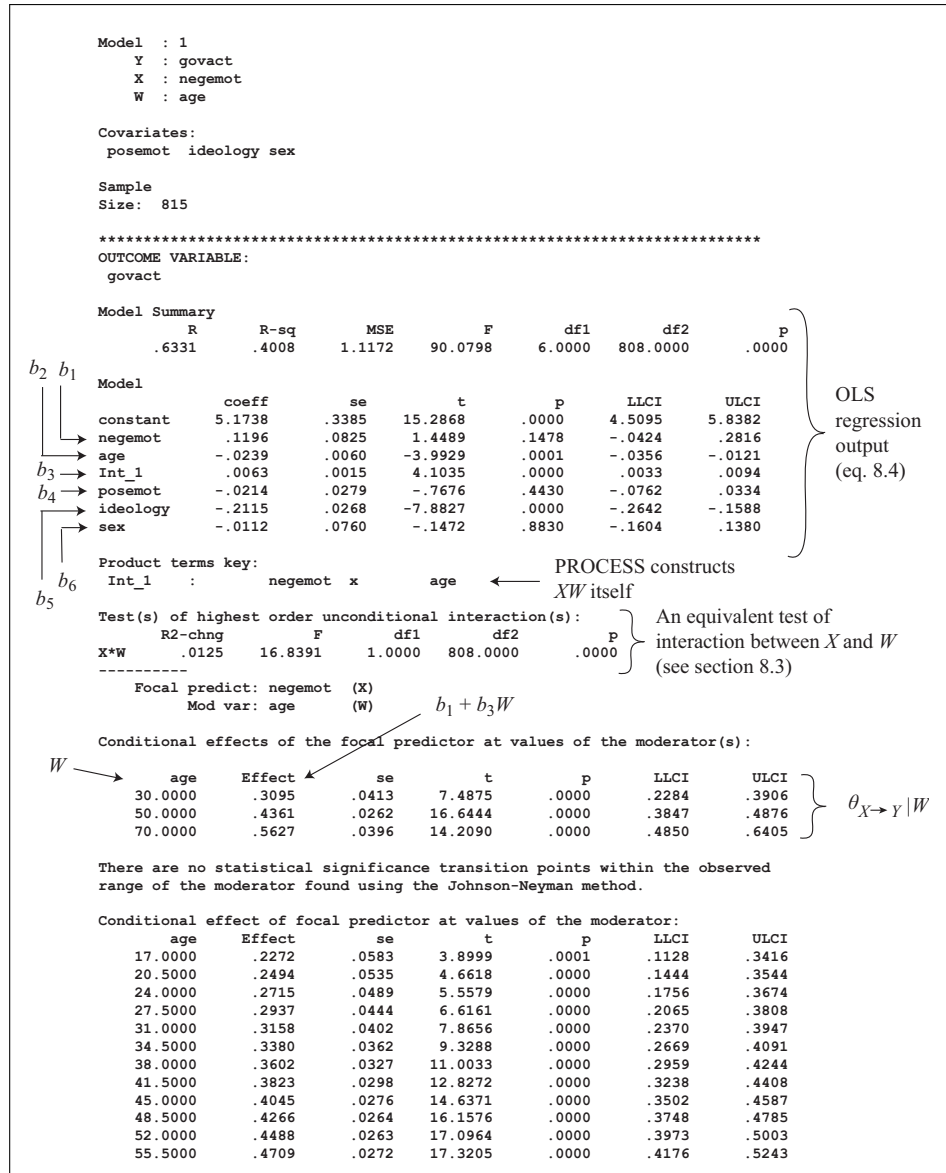 Model : 1
Y : govact
X : negemot
W : age
Covariates:
posemot ideology sex
Sample
Size: 815
**************************************************************************
OUTCOME VARIABLE:
govact
Model Summary
R R-sq MSE F df1 df2 p
.6331 .4008 1.1172 90.0798 6.0000 808.0000 .0000
b2 b1
Model
coeff se t p LLCI ULCI
constant 5.1738 .3385 15.2868 .0000 4.5095 5.8382
negemot .1196 .0825 1.4489 .1478 -.0424 .2816
age -.0239 .0060 -3.9929 .0001 -.0356 -.0121
b3 Int_1 .0063 .0015 4.1035 .0000 .0033 .0094
b4 posemot -.0214 .0279 -.7676 .4430 -.0762 .0334
ideology -.2115 .0268 -7.8827 .0000 -.2642 -.1588
sex -.0112 .0760 -.1472 .8830 -.1604 .1380
OLS
regression
output
(eq. 8.4)
Product terms key:
b6 Int_1 : negemot x age
b5
PROCESS constructs
XW itself
Test(s) of highest order unconditional interaction(s):
R2-chng F df1 df2 p
X*W .0125 16.8391 1.0000 808.0000 .0000
----------
An equivalent test of
interaction between X and W
(see section 8.3)
Focal predict: negemot (X)
Mod var: age (W)
b1 + b3W
Conditional effects of the focal predictor at values of the moderator(s):
W
age Effect se t p LLCI ULCI
30.0000 .3095 .0413 7.4875 .0000 .2284 .3906
50.0000 .4361 .0262 16.6444 .0000 .3847 .4876
70.0000 .5627 .0396 14.2090 .0000 .4850 .6405
θX→Y|W
There are no statistical significance transition points within the observed
range of the moderator found using the Johnson-Neyman method.
Conditional effect of focal predictor at values of the moderator:
age Effect se t p LLCI ULCI
17.0000 .2272 .0583 3.8999 .0001 .1128 .3416
20.5000 .2494 .0535 4.6618 .0000 .1444 .3544
24.0000 .2715 .0489 5.5579 .0000 .1756 .3674
27.5000 .2937 .0444 6.6161 .0000 .2065 .3808
31.0000 .3158 .0402 7.8656 .0000 .2370 .3947
34.5000 .3380 .0362 9.3288 .0000 .2669 .4091
38.0000 .3602 .0327 11.0033 .0000 .2959 .4244
41.5000 .3823 .0298 12.8272 .0000 .3238 .4408
45.0000 .4045 .0276 14.6371 .0000 .3502 .4587
48.5000 .4266 .0264 16.1576 .0000 .3748 .4785
52.0000 .4488 .0263 17.0964 .0000 .3973 .5003
55.5000 .4709 .0272 17.3205 .0000 .4176 .5243